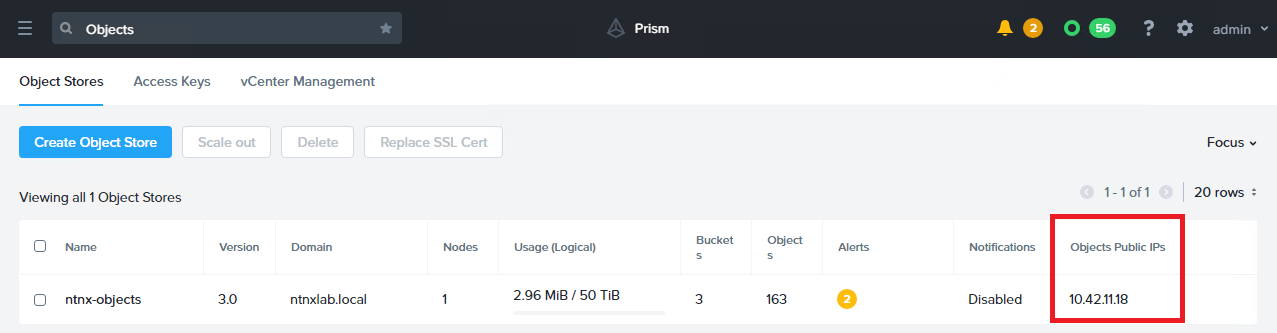 Objects Prism 2 56 ? admin
Object Stores Access Keys vCenter Management
Create Object Store Scale out Delete Replace SSL Cert Focus
Viewing all 1 Object Stores 1 - 1 of 1 20 rows
Name Version Domain Nodes Usage (Logical) Bucket
s Object
s Alerts Notifications Objects Public IPs
ntnx-objects 3.0 ntnxlab.local 1 2.96 MiB / 50 TiB 3 163 2 Disabled 10.42.11.18